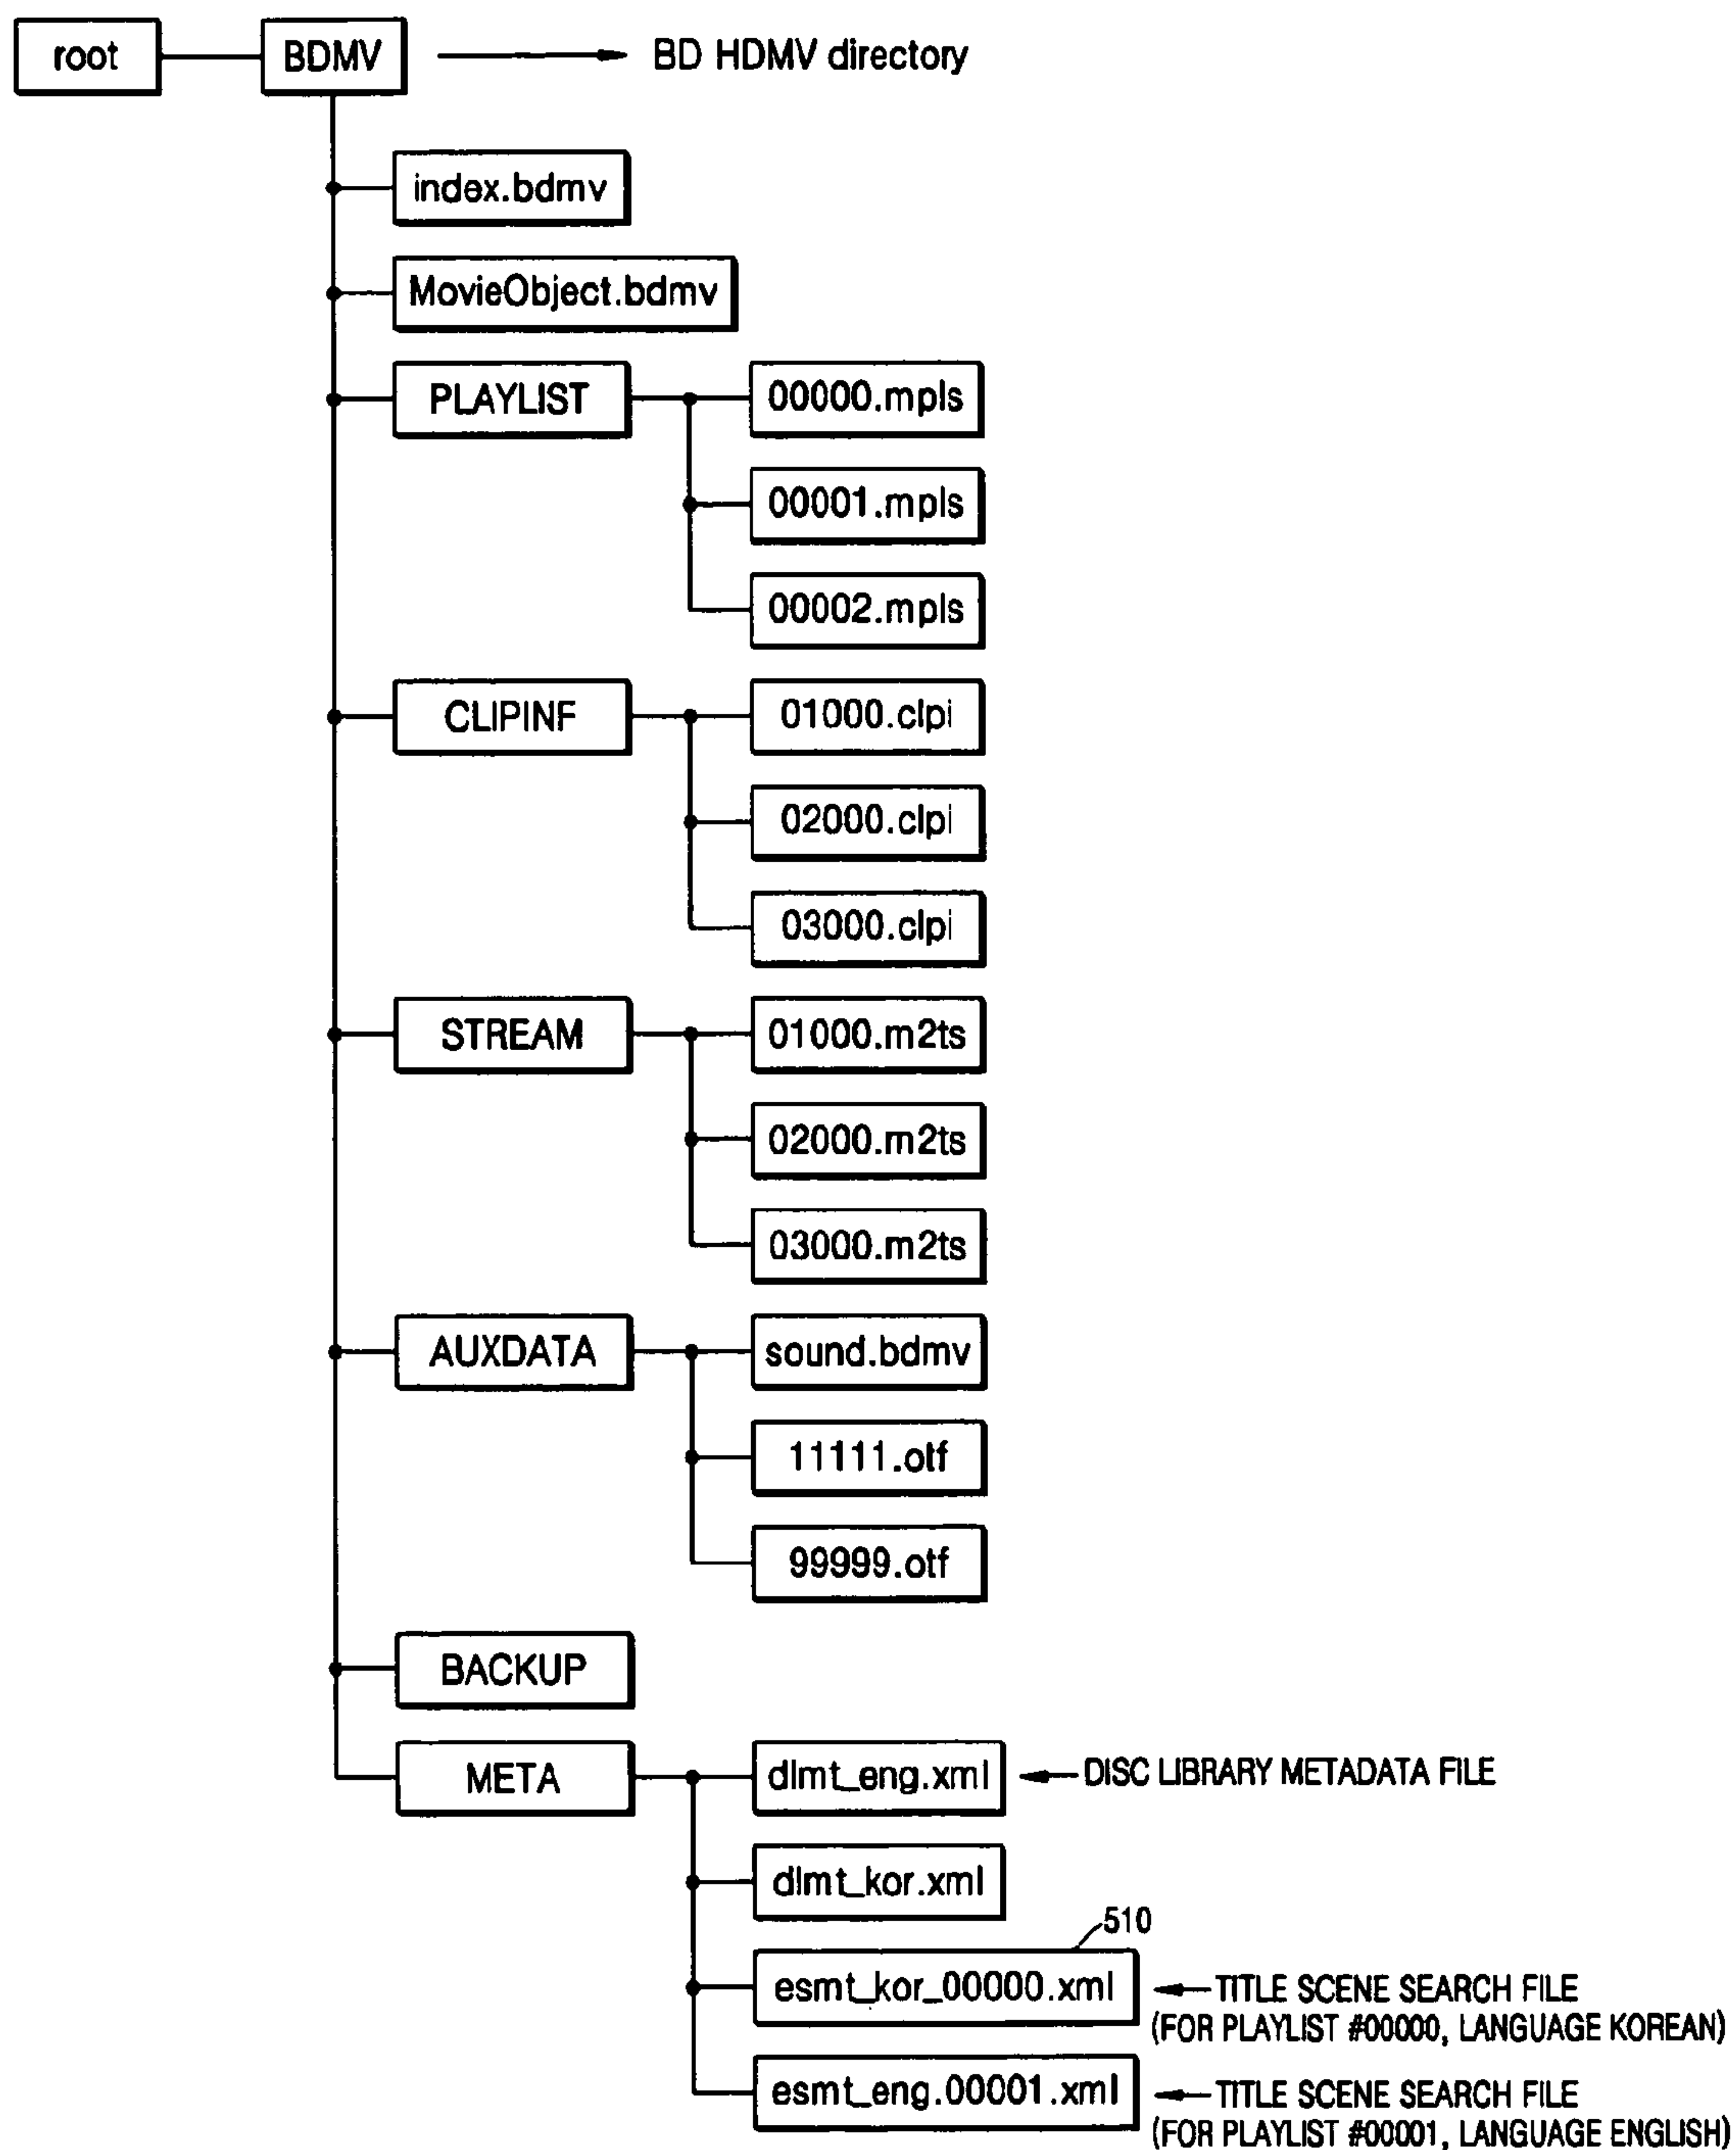 root
BDMV
BD HDMV directory
index.bdmv
MovieObject.bdmv
PLAYLIST
00000.mpls
00001.mpls
00002.mpls
CLIPINF
01000.clpi
02000.clpi
03000.clpi
STREAM
01000.m2ts
02000.m2ts
03000.m2ts
AUXDATA
sound.bdmv
11111.otf
99999.otf
BACKUP
META
dlmt_eng.xml
DISC LIBRARY METADATA FILE
dlmt_kor.xml
510
esmt_kor_00000.xml
TITLE SCENE SEARCH FILE
(FOR PLAYLIST #00000, LANGUAGE KOREAN)
esmt_eng.00001.xml
TITLE SCENE SEARCH FILE
(FOR PLAYLIST #00001, LANGUAGE ENGLISH)